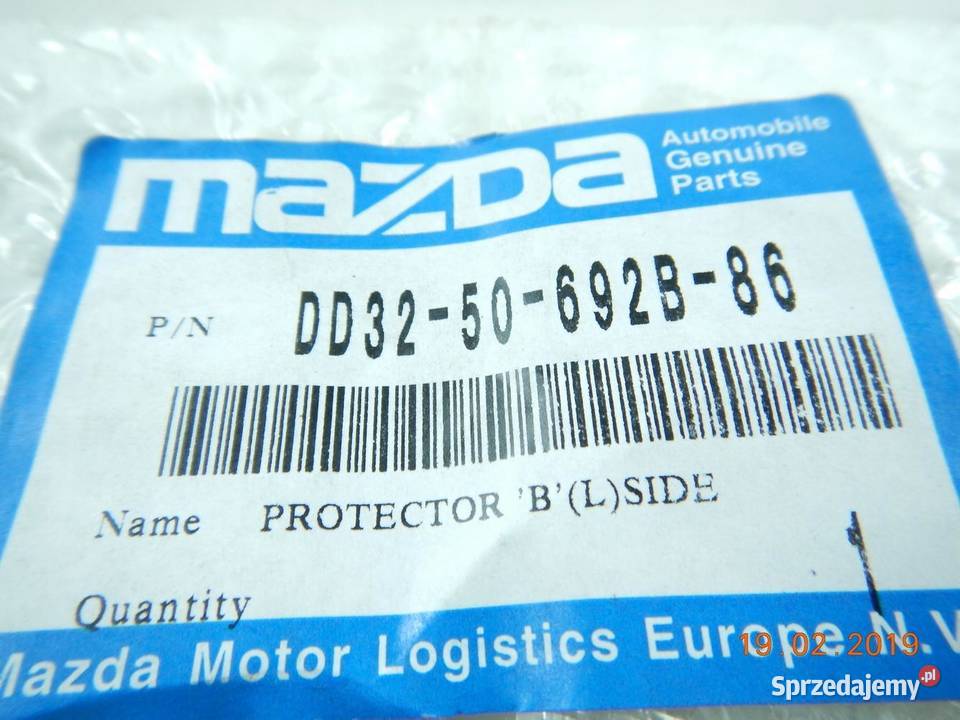 mazda
Automobile
Genuine
Parts
P/N DD32-50-692B-86
Name PROTECTOR 'B'(L)SIDE
Quantity 1
Mazda Motor Logistics Europe N.V
19.02.2019
Sprzedajemy.pl